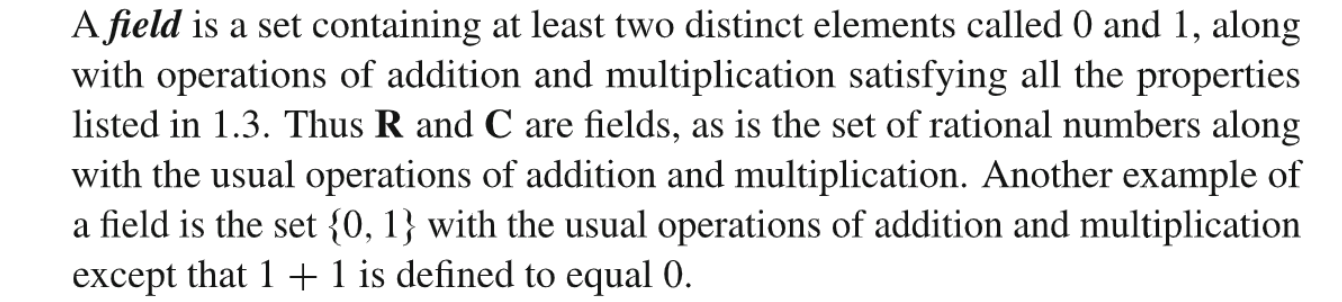 A field is a set containing at least two distinct elements called 0 and 1, along
with operations of addition and multiplication satisfying all the properties
listed in 1.3. Thus R and C are fields, as is the set of rational numbers along
with the usual operations of addition and multiplication. Another example of
a field is the set {0, 1} with the usual operations of addition and multiplication
except that 1 + 1 is defined to equal 0.